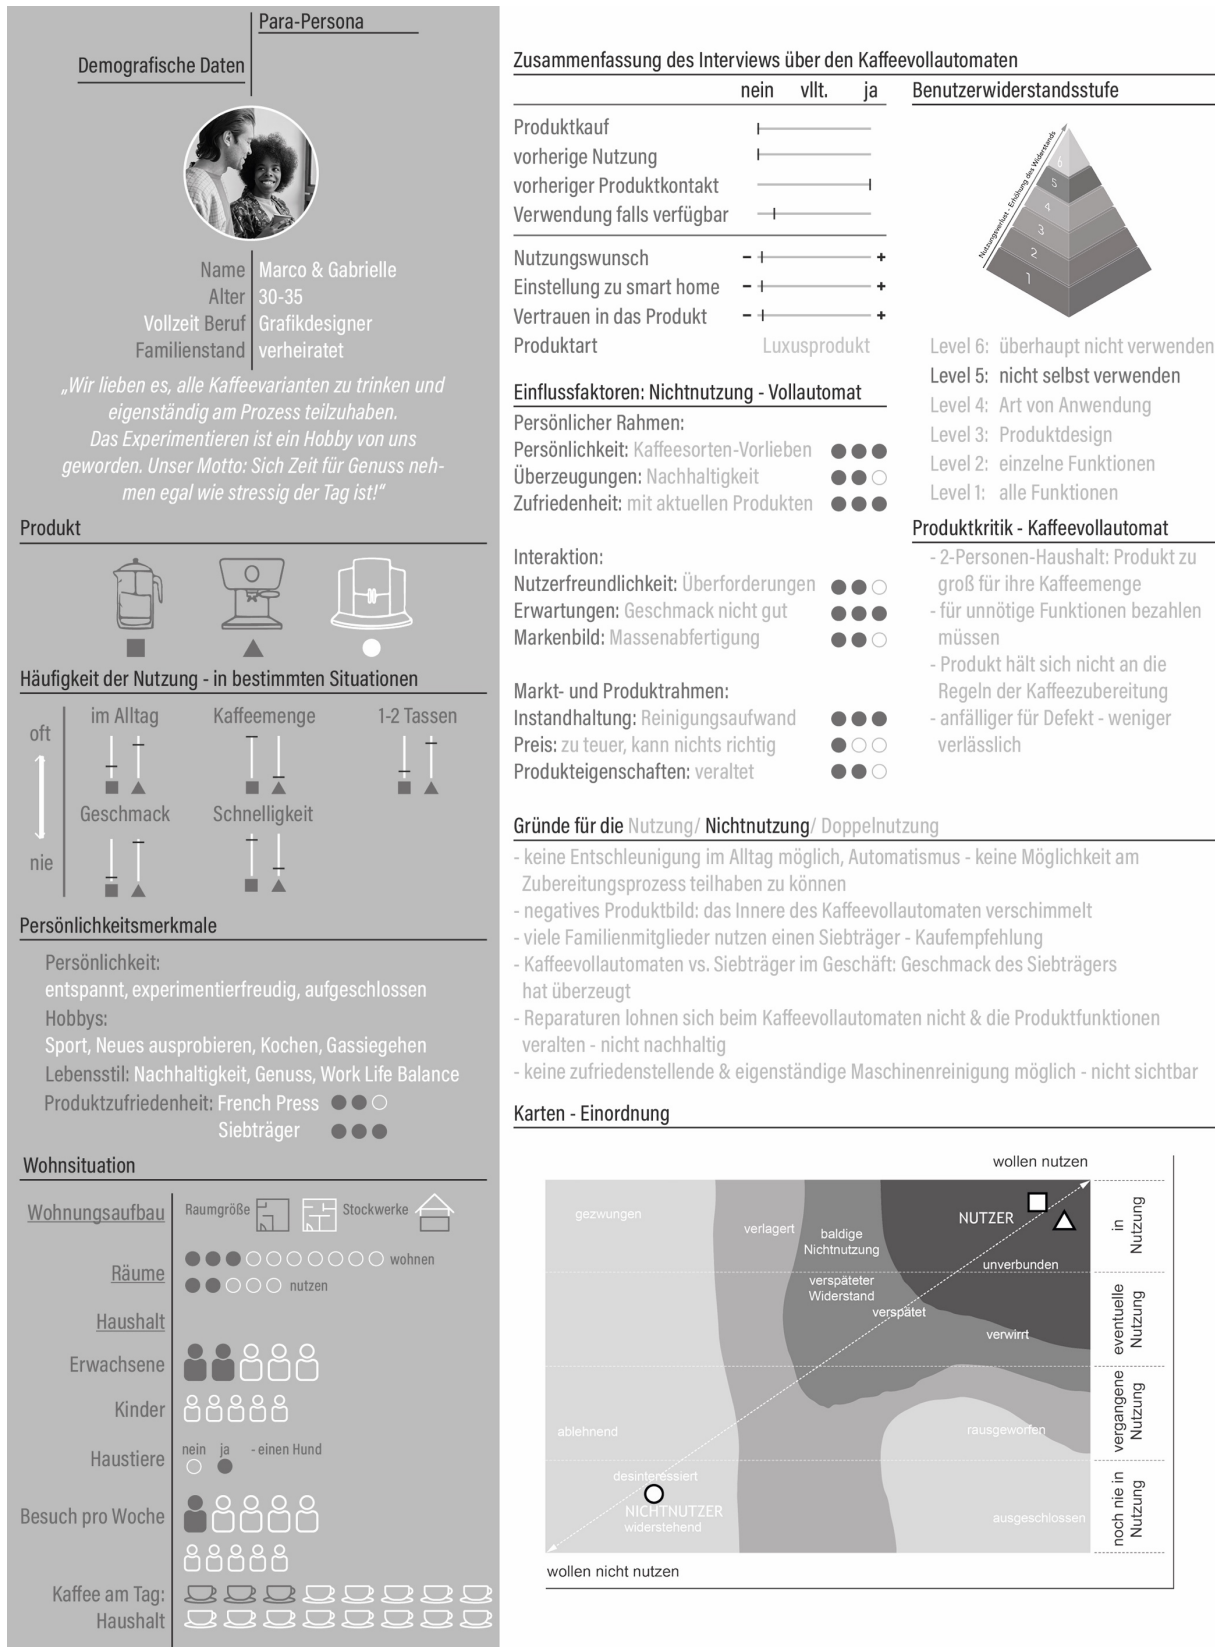 Para-Persona
Demografische Daten
Name Marco & Gabrielle
Alter 30-35
Vollzeit Beruf Grafikdesigner
Familienstand verheiratet
„Wir lieben es, alle Kaffeevarianten zu trinken und
eigenständig am Prozess teilzuhaben.
Das Experimentieren ist ein Hobby von uns
geworden. Unser Motto: Sich Zeit für Genuss neh-
men egal wie stressig der Tag ist!“
Produkt
Häufigkeit der Nutzung - in bestimmten Situationen
oft
nie
im Alltag Kaffeemenge 1-2 Tassen
Geschmack Schnelligkeit
Persönlichkeitsmerkmale
Persönlichkeit:
entspannt, experimentierfreudig, aufgeschlossen
Hobbys:
Sport, Neues ausprobieren, Kochen, Gassiegehen
Lebensstil: Nachhaltigkeit, Genuss, Work Life Balance
Produktzufriedenheit: French Press
Siebträger
Wohnsituation
Wohnungsaufbau Raumgröße Stockwerke
Räume wohnen
nutzen
Haushalt
Erwachsene
Kinder
Haustiere nein ja - einen Hund
Besuch pro Woche
Kaffee am Tag:
Haushalt
Zusammenfassung des Interviews über den Kaffeevollautomaten
nein vllt. ja
Produktkauf
vorherige Nutzung
vorheriger Produktkontakt
Verwendung falls verfügbar
Nutzungswunsch - +
Einstellung zu smart home - +
Vertrauen in das Produkt - +
Produktart Luxusprodukt
Einflussfaktoren: Nichtnutzung - Vollautomat
Persönlicher Rahmen:
Persönlichkeit: Kaffeesorten-Vorlieben
Überzeugungen: Nachhaltigkeit
Zufriedenheit: mit aktuellen Produkten
Interaktion:
Nutzerfreundlichkeit: Überforderungen
Erwartungen: Geschmack nicht gut
Markenbild: Massenabfertigung
Markt- und Produktrahmen:
Instandhaltung: Reinigungsaufwand
Preis: zu teuer, kann nichts richtig
Produkteigenschaften: veraltet
Benutzerwiderstandsstufe
Nutzungsverlust - Erhöhung des Widerstands
6
5
4
3
2
1
Level 6: überhaupt nicht verwenden
Level 5: nicht selbst verwenden
Level 4: Art von Anwendung
Level 3: Produktdesign
Level 2: einzelne Funktionen
Level 1: alle Funktionen
Produktkritik - Kaffeevollautomat
- 2-Personen-Haushalt: Produkt zu
groß für ihre Kaffeemenge
- für unnötige Funktionen bezahlen
müssen
- Produkt hält sich nicht an die
Regeln der Kaffeezubereitung
- anfälliger für Defekt - weniger
verlässlich
Gründe für die Nutzung/ Nichtnutzung/ Doppelnutzung
- keine Entschleunigung im Alltag möglich, Automatismus - keine Möglichkeit am
Zubereitungsprozess teilhaben zu können
- negatives Produktbild: das Innere des Kaffeevollautomaten verschimmelt
- viele Familienmitglieder nutzen einen Siebträger - Kaufempfehlung
- Kaffeevollautomaten vs. Siebträger im Geschäft: Geschmack des Siebträgers
hat überzeugt
- Reparaturen lohnen sich beim Kaffeevollautomaten nicht & die Produktfunktionen
veralten - nicht nachhaltig
- keine zufriedenstellende & eigenständige Maschinenreinigung möglich - nicht sichtbar
Karten - Einordnung
wollen nutzen
gezwungen
verlagert
baldige
Nichtnutzung
NUTZER
unverbunden
verspäteter
Widerstand
verspätet
verwirrt
ablehnend
rausgeworfen
desinteressiert
NICHTNUTZER
widerstehend
ausgeschlossen
in
Nutzung
eventuelle
Nutzung
vergangene
Nutzung
noch nie in
Nutzung
wollen nicht nutzen